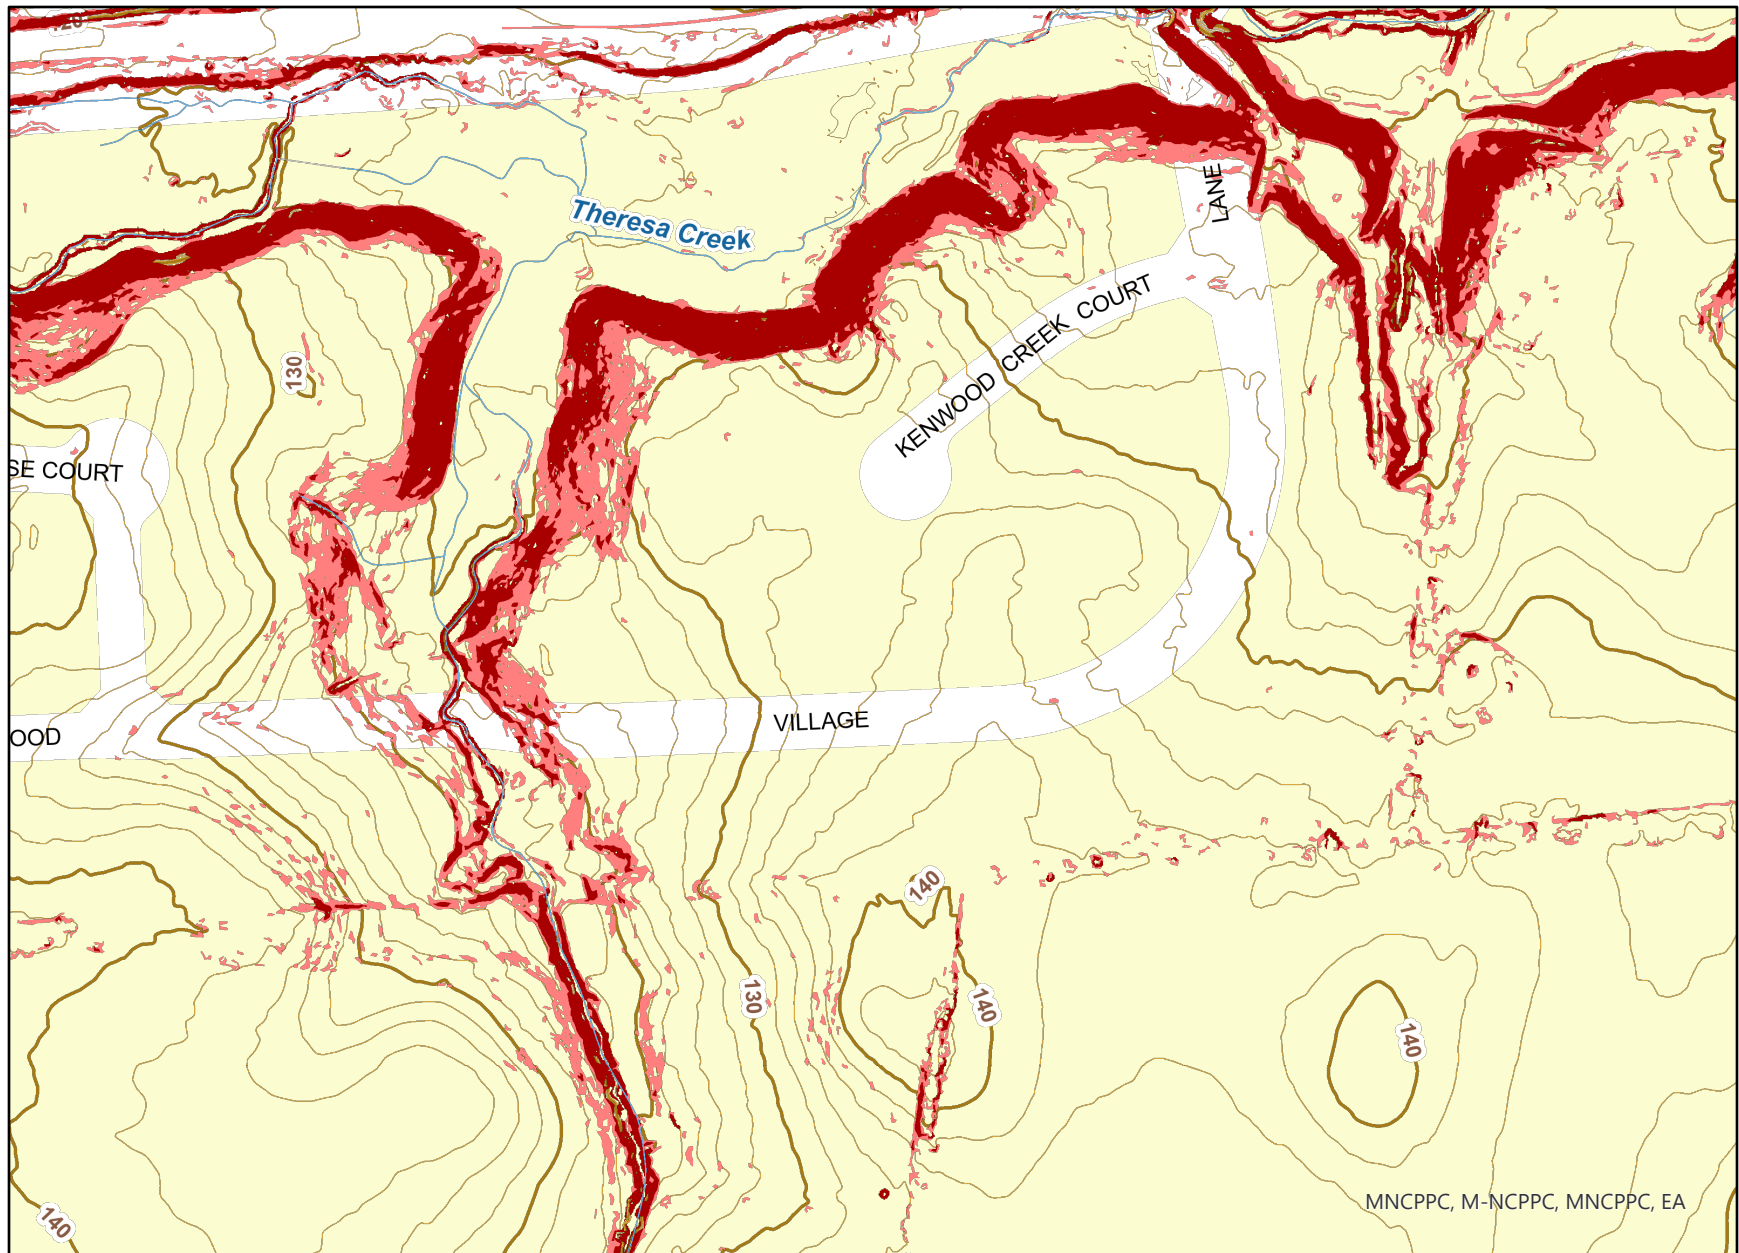 120
Theresa Creek
LANE
KENWOOD CREEK COURT
130
SE COURT
OOD
VILLAGE
140
130
140
140
140
MNCPPC, M-NCPPC, MNCPPC, EA